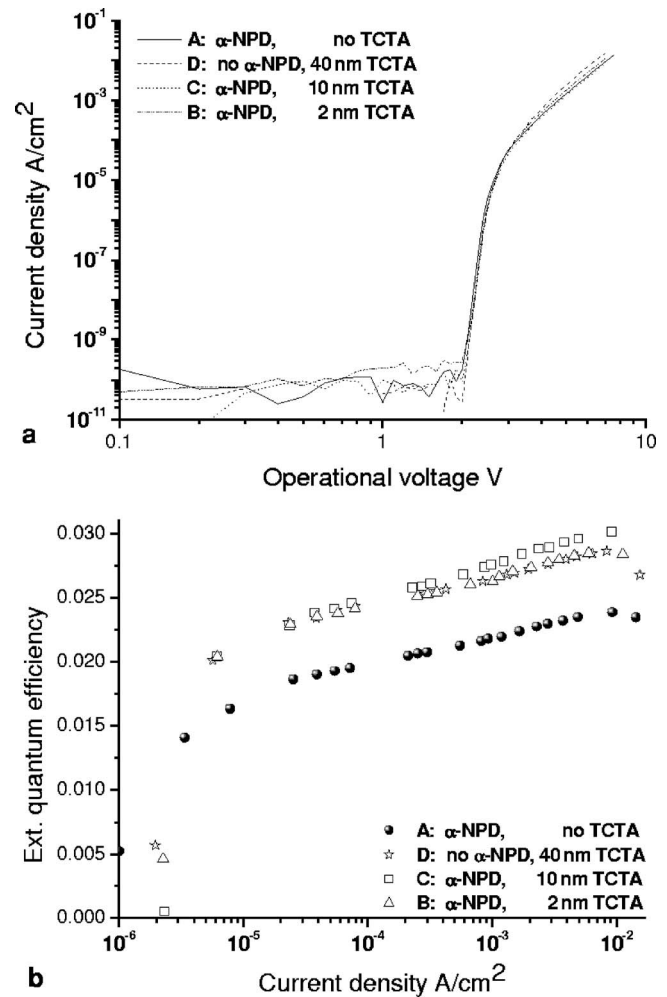 10⁻¹
10⁻³
10⁻⁵
10⁻⁷
10⁻⁹
10⁻¹¹
Current density A/cm²
A: α-NPD, no TCTA
D: no α-NPD, 40 nm TCTA
C: α-NPD, 10 nm TCTA
B: α-NPD, 2 nm TCTA
0.1 1 10
a Operational voltage V
0.030
0.025
0.020
0.015
0.010
0.005
0.000
Ext. quantum efficiency
A: α-NPD, no TCTA
D: no α-NPD, 40 nm TCTA
C: α-NPD, 10 nm TCTA
B: α-NPD, 2 nm TCTA
10⁻⁶ 10⁻⁵ 10⁻⁴ 10⁻³ 10⁻²
b Current density A/cm²